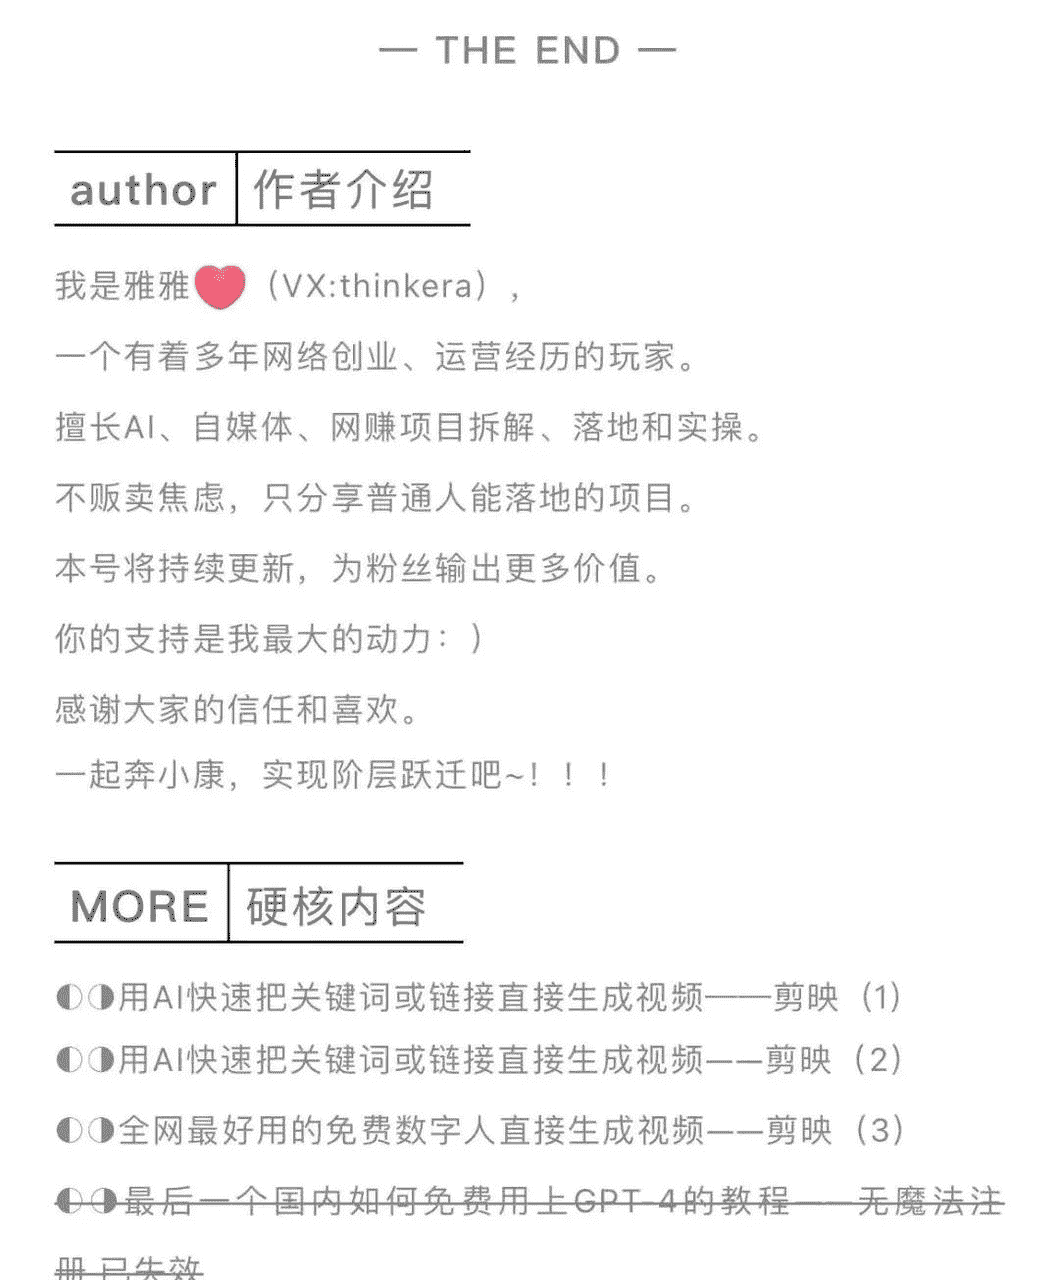 — THE END —
author 作者介绍
我是雅雅（VX:thinkera），
一个有着多年网络创业、运营经历的玩家。
擅长AI、自媒体、网赚项目拆解、落地和实操。
不贩卖焦虑，只分享普通人能落地的项目。
本号将持续更新，为粉丝输出更多价值。
你的支持是我最大的动力：）
感谢大家的信任和喜欢。
一起奔小康，实现阶层跃迁吧~！！！
MORE 硬核内容
◐◑用AI快速把关键词或链接直接生成视频——剪映（1）
◐◑用AI快速把关键词或链接直接生成视频——剪映（2）
◐◑全网最好用的免费数字人直接生成视频——剪映（3）
◐◑最后一个国内如何免费用上GPT-4的教程——无魔法注
册 已失效